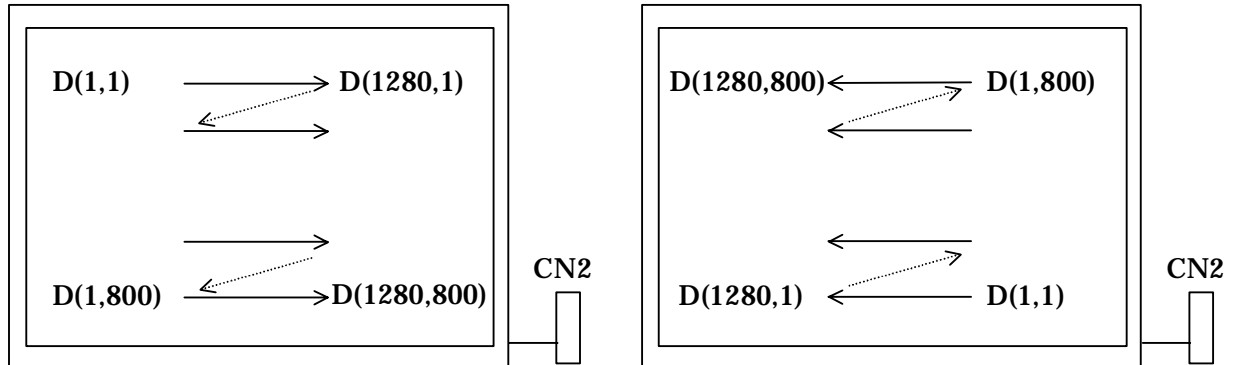 D(1,1) D(1280,1)
D(1,800) D(1280,800)
CN2
D(1280,800) D(1,800)
D(1280,1) D(1,1)
CN2